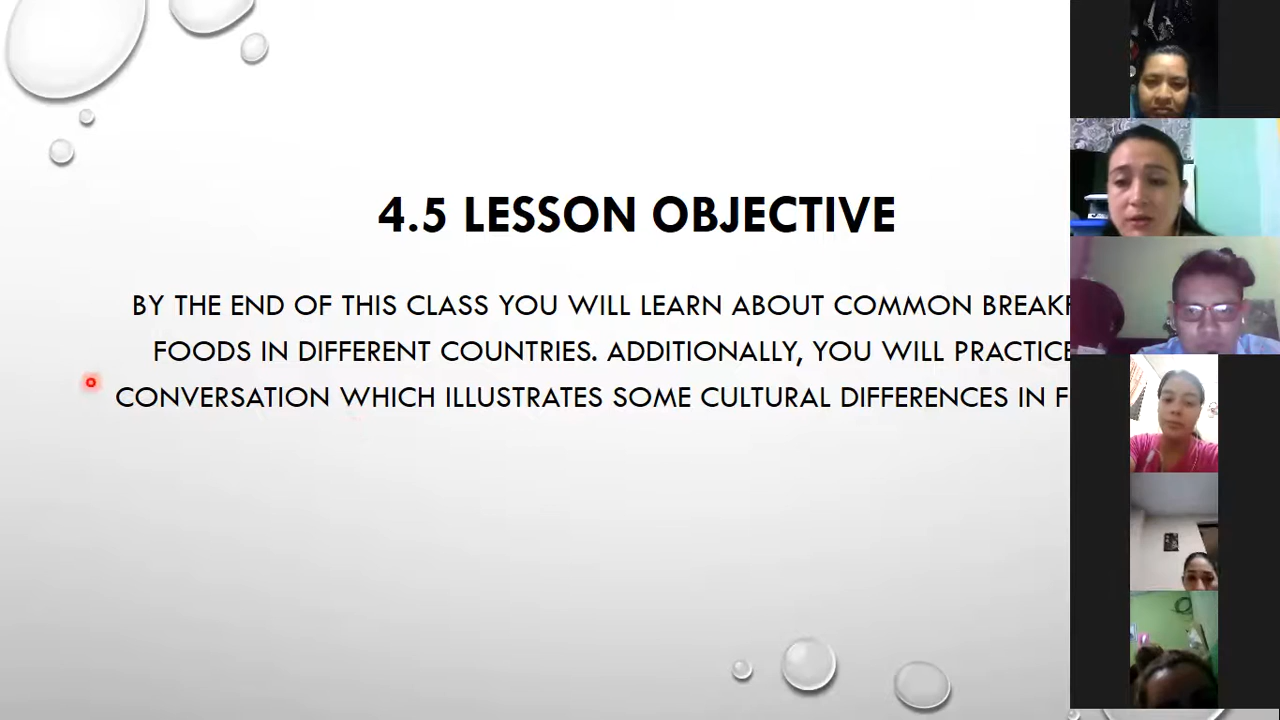 4.5 LESSON OBJECTIVE
BY THE END OF THIS CLASS YOU WILL LEARN ABOUT COMMON
FOODS IN DIFFERENT COUNTRIES. ADDITIONALLY, YOU WILL PRACTICE
CONVERSATION WHICH ILLUSTRATES SOME CULTURAL DIFFERENCES IN